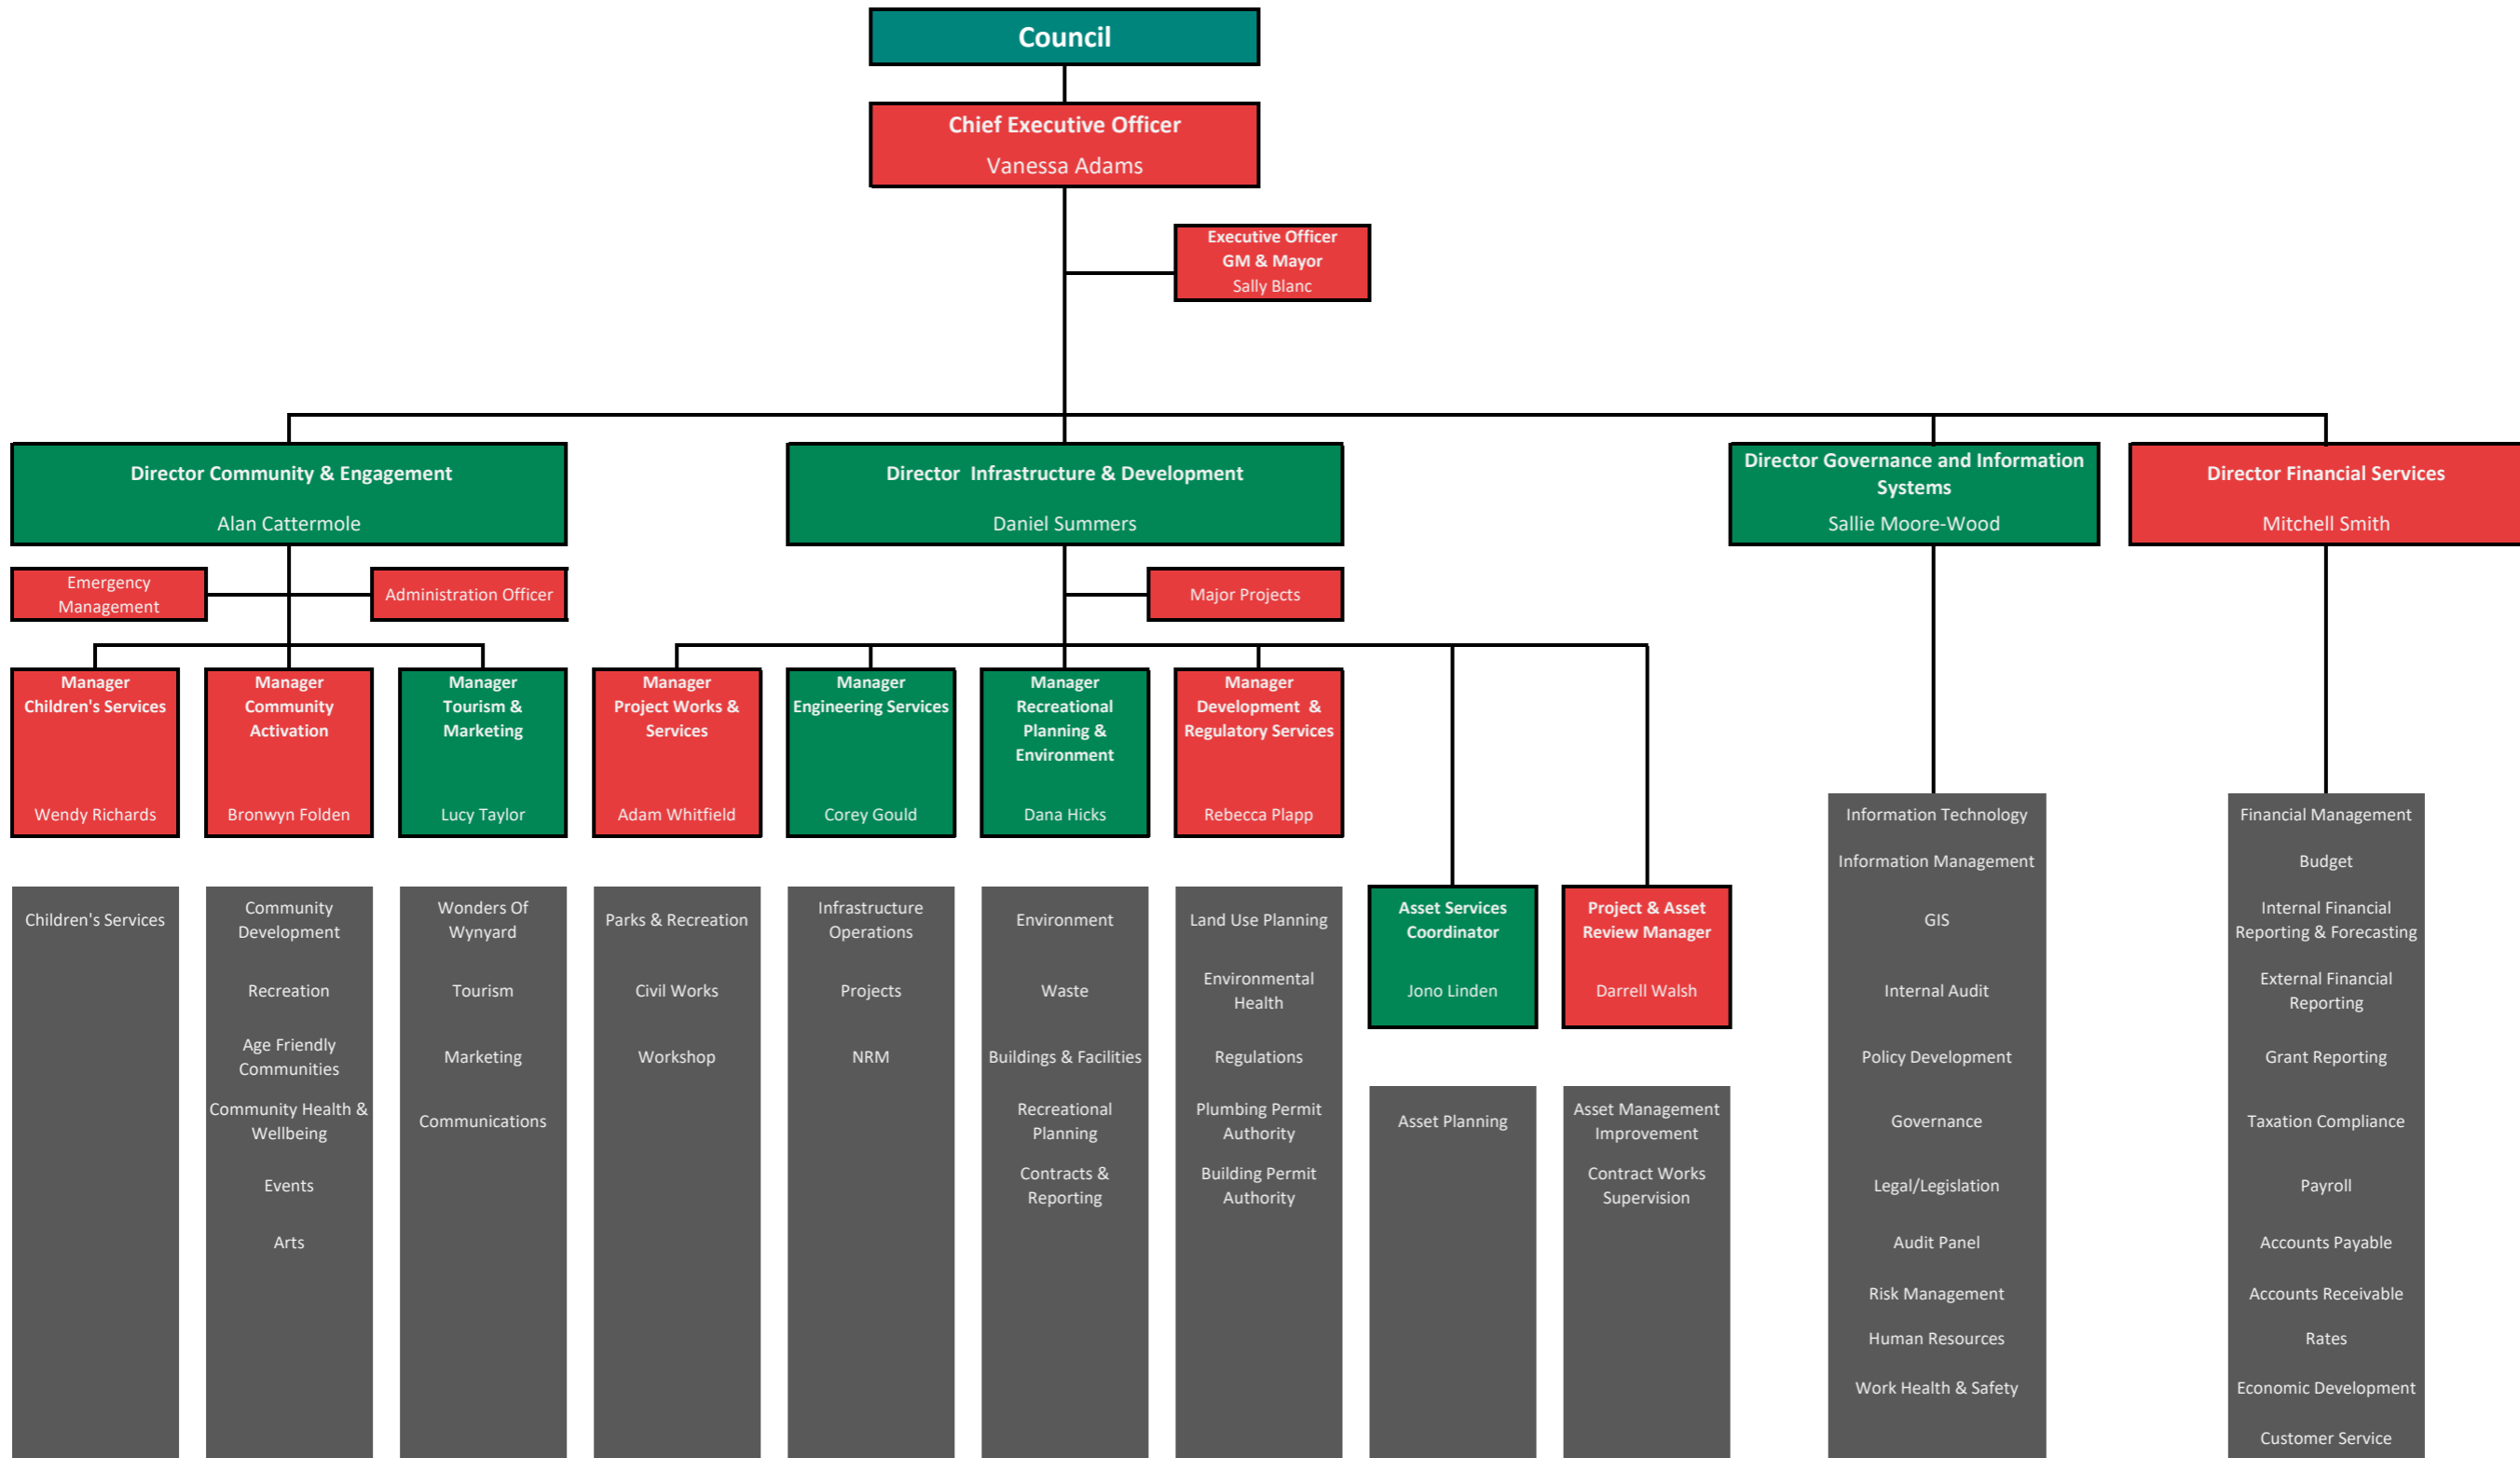 Council
Chief Executive Officer
Vanessa Adams
Executive Officer
GM & Mayor
Sally Blanc
Director Community & Engagement
Alan Cattermole
Director  Infrastructure & Development
Daniel Summers
Director Governance and Information
Systems
Sallie Moore-Wood
Director Financial Services
Mitchell Smith
Emergency
Management
Administration Officer
Major Projects
Manager
Children's Services
Wendy Richards
Manager
Community
Activation
Bronwyn Folden
Manager
Tourism &
Marketing
Lucy Taylor
Manager
Project Works &
Services
Adam Whitfield
Manager
Engineering Services
Corey Gould
Manager
Recreational
Planning &
Environment
Dana Hicks
Manager
Development  &
Regulatory Services
Rebecca Plapp
Asset Services
Coordinator
Jono Linden
Project & Asset
Review Manager
Darrell Walsh
Children's Services
Community
Development
Recreation
Age Friendly
Communities
Community Health &
Wellbeing
Events
Arts
Wonders Of
Wynyard
Tourism
Marketing
Communications
Parks & Recreation
Civil Works
Workshop
Infrastructure
Operations
Projects
NRM
Environment
Waste
Buildings & Facilities
Recreational
Planning
Contracts &
Reporting
Land Use Planning
Environmental
Health
Regulations
Plumbing Permit
Authority
Building Permit
Authority
Asset Planning
Asset Management
Improvement
Contract Works
Supervision
Information Technology
Information Management
GIS
Internal Audit
Policy Development
Governance
Legal/Legislation
Audit Panel
Risk Management
Human Resources
Work Health & Safety
Financial Management
Budget
Internal Financial
Reporting & Forecasting
External Financial
Reporting
Grant Reporting
Taxation Compliance
Payroll
Accounts Payable
Accounts Receivable
Rates
Economic Development
Customer Service